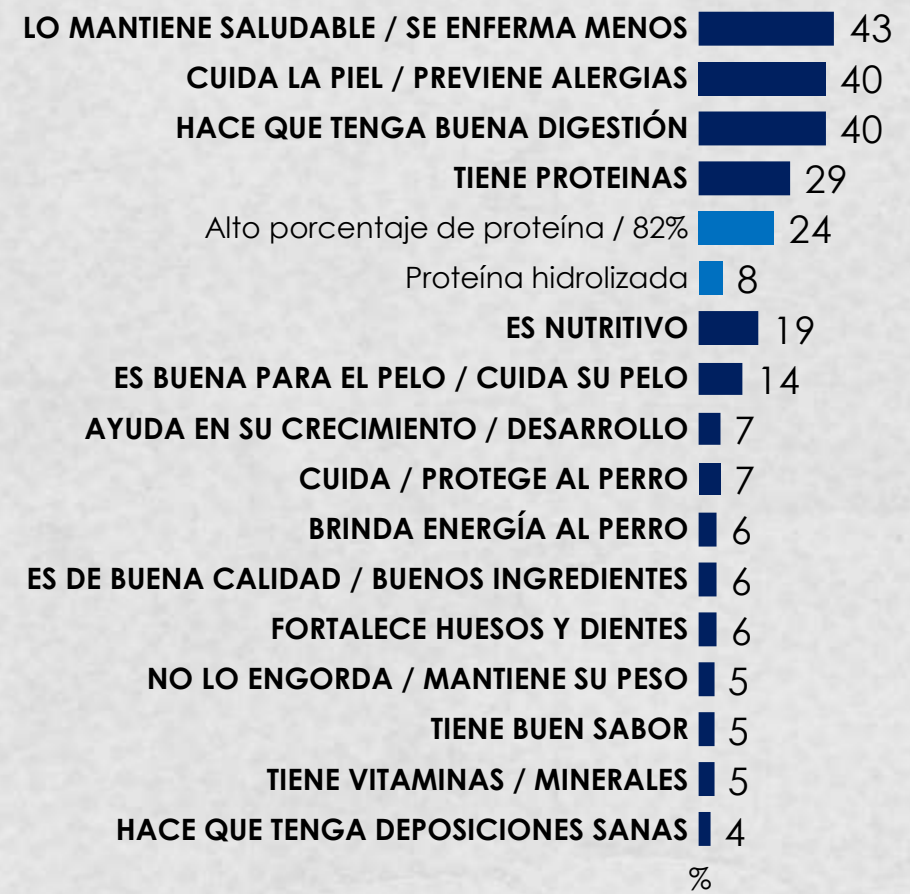 LO MANTIENE SALUDABLE / SE ENFERMA MENOS 43
CUIDA LA PIEL / PREVIENE ALERGIAS 40
HACE QUE TENGA BUENA DIGESTIÓN 40
TIENE PROTEINAS 29
Alto porcentaje de proteína / 82% 24
Proteína hidrolizada 8
ES NUTRITIVO 19
ES BUENA PARA EL PELO / CUIDA SU PELO 14
AYUDA EN SU CRECIMIENTO / DESARROLLO 7
CUIDA / PROTEGE AL PERRO 7
BRINDA ENERGÍA AL PERRO 6
ES DE BUENA CALIDAD / BUENOS INGREDIENTES 6
FORTALECE HUESOS Y DIENTES 6
NO LO ENGORDA / MANTIENE SU PESO 5
TIENE BUEN SABOR 5
TIENE VITAMINAS / MINERALES 5
HACE QUE TENGA DEPOSICIONES SANAS 4
%